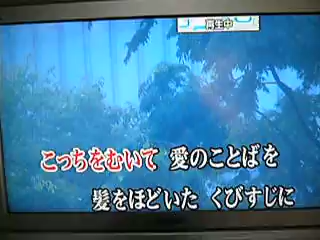 再生中
こっちをむいて 愛のことばを
髪をほどいた くびすじに